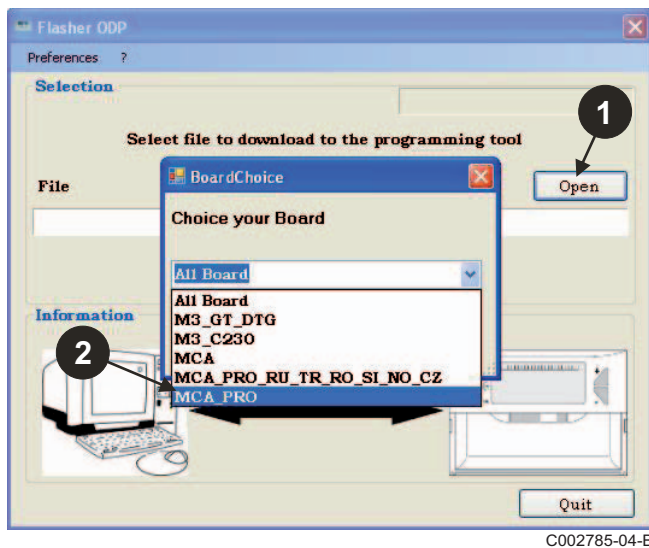 Flasher ODP
Preferences ?
Selection
1
Select file to download to the programming tool
File
Open
BoardChoice
Choice your Board
All Board
All Board
M3_GT_DTG
M3_C230
MCA
MCA_PRO_RU_TR_RO_SI_NO_CZ
MCA_PRO
Information
2
Quit
C002785-04-E